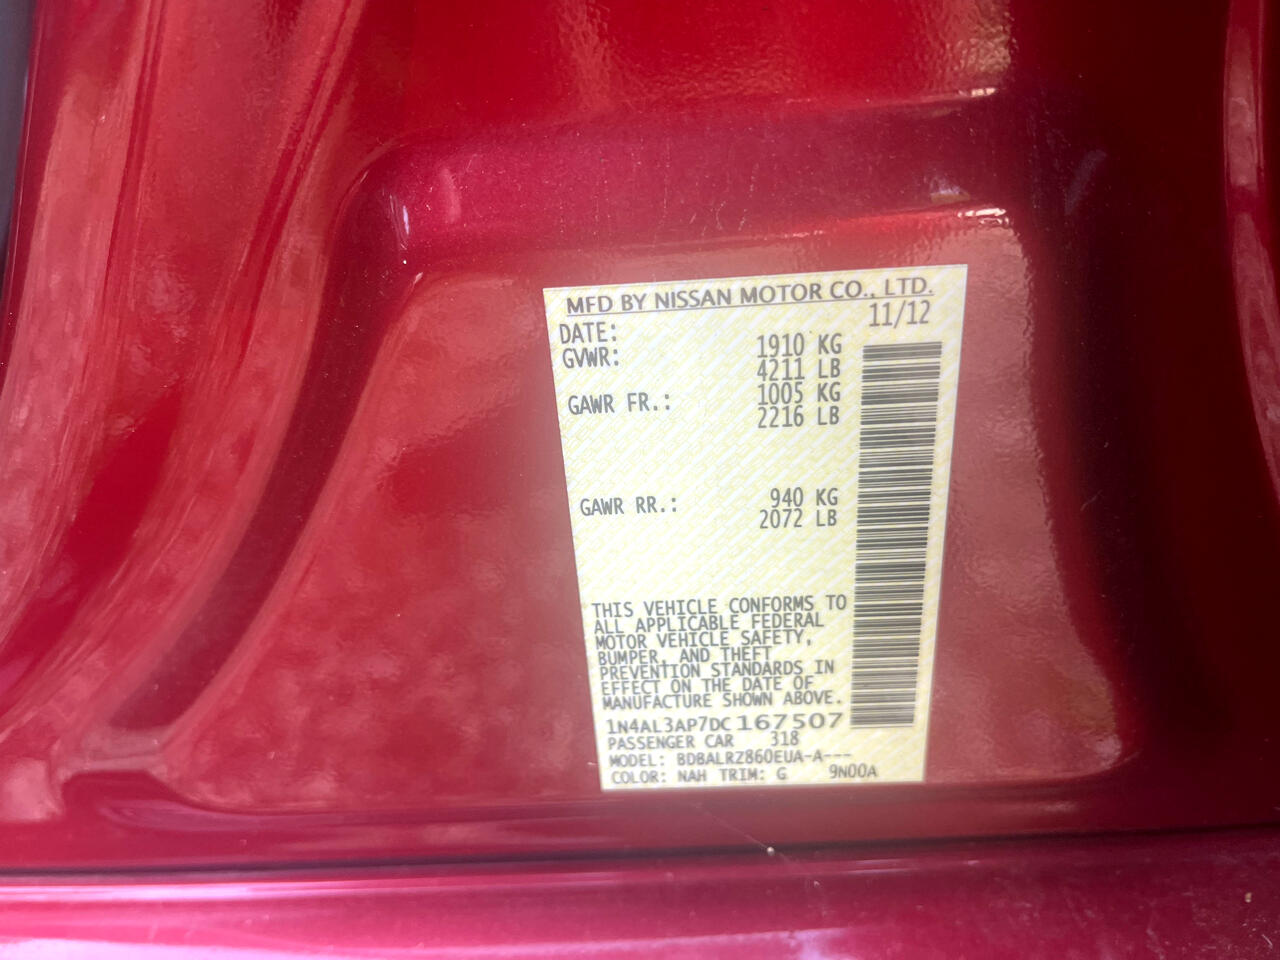 MFD BY NISSAN MOTOR CO., LTD.
DATE: 11/12
GVWR: 1910 KG
4211 LB
GAWR FR.: 1005 KG
2216 LB
GAWR RR.: 940 KG
2072 LB
THIS VEHICLE CONFORMS TO
ALL APPLICABLE FEDERAL
MOTOR VEHICLE SAFETY,
BUMPER, AND THEFT
PREVENTION STANDARDS IN
EFFECT ON THE DATE OF
MANUFACTURE SHOWN ABOVE.
1N4AL3AP7DC167507
PASSENGER CAR 318
MODEL: BDBALRZ860EUA-A---
COLOR: NAH TRIM: G 9N00A